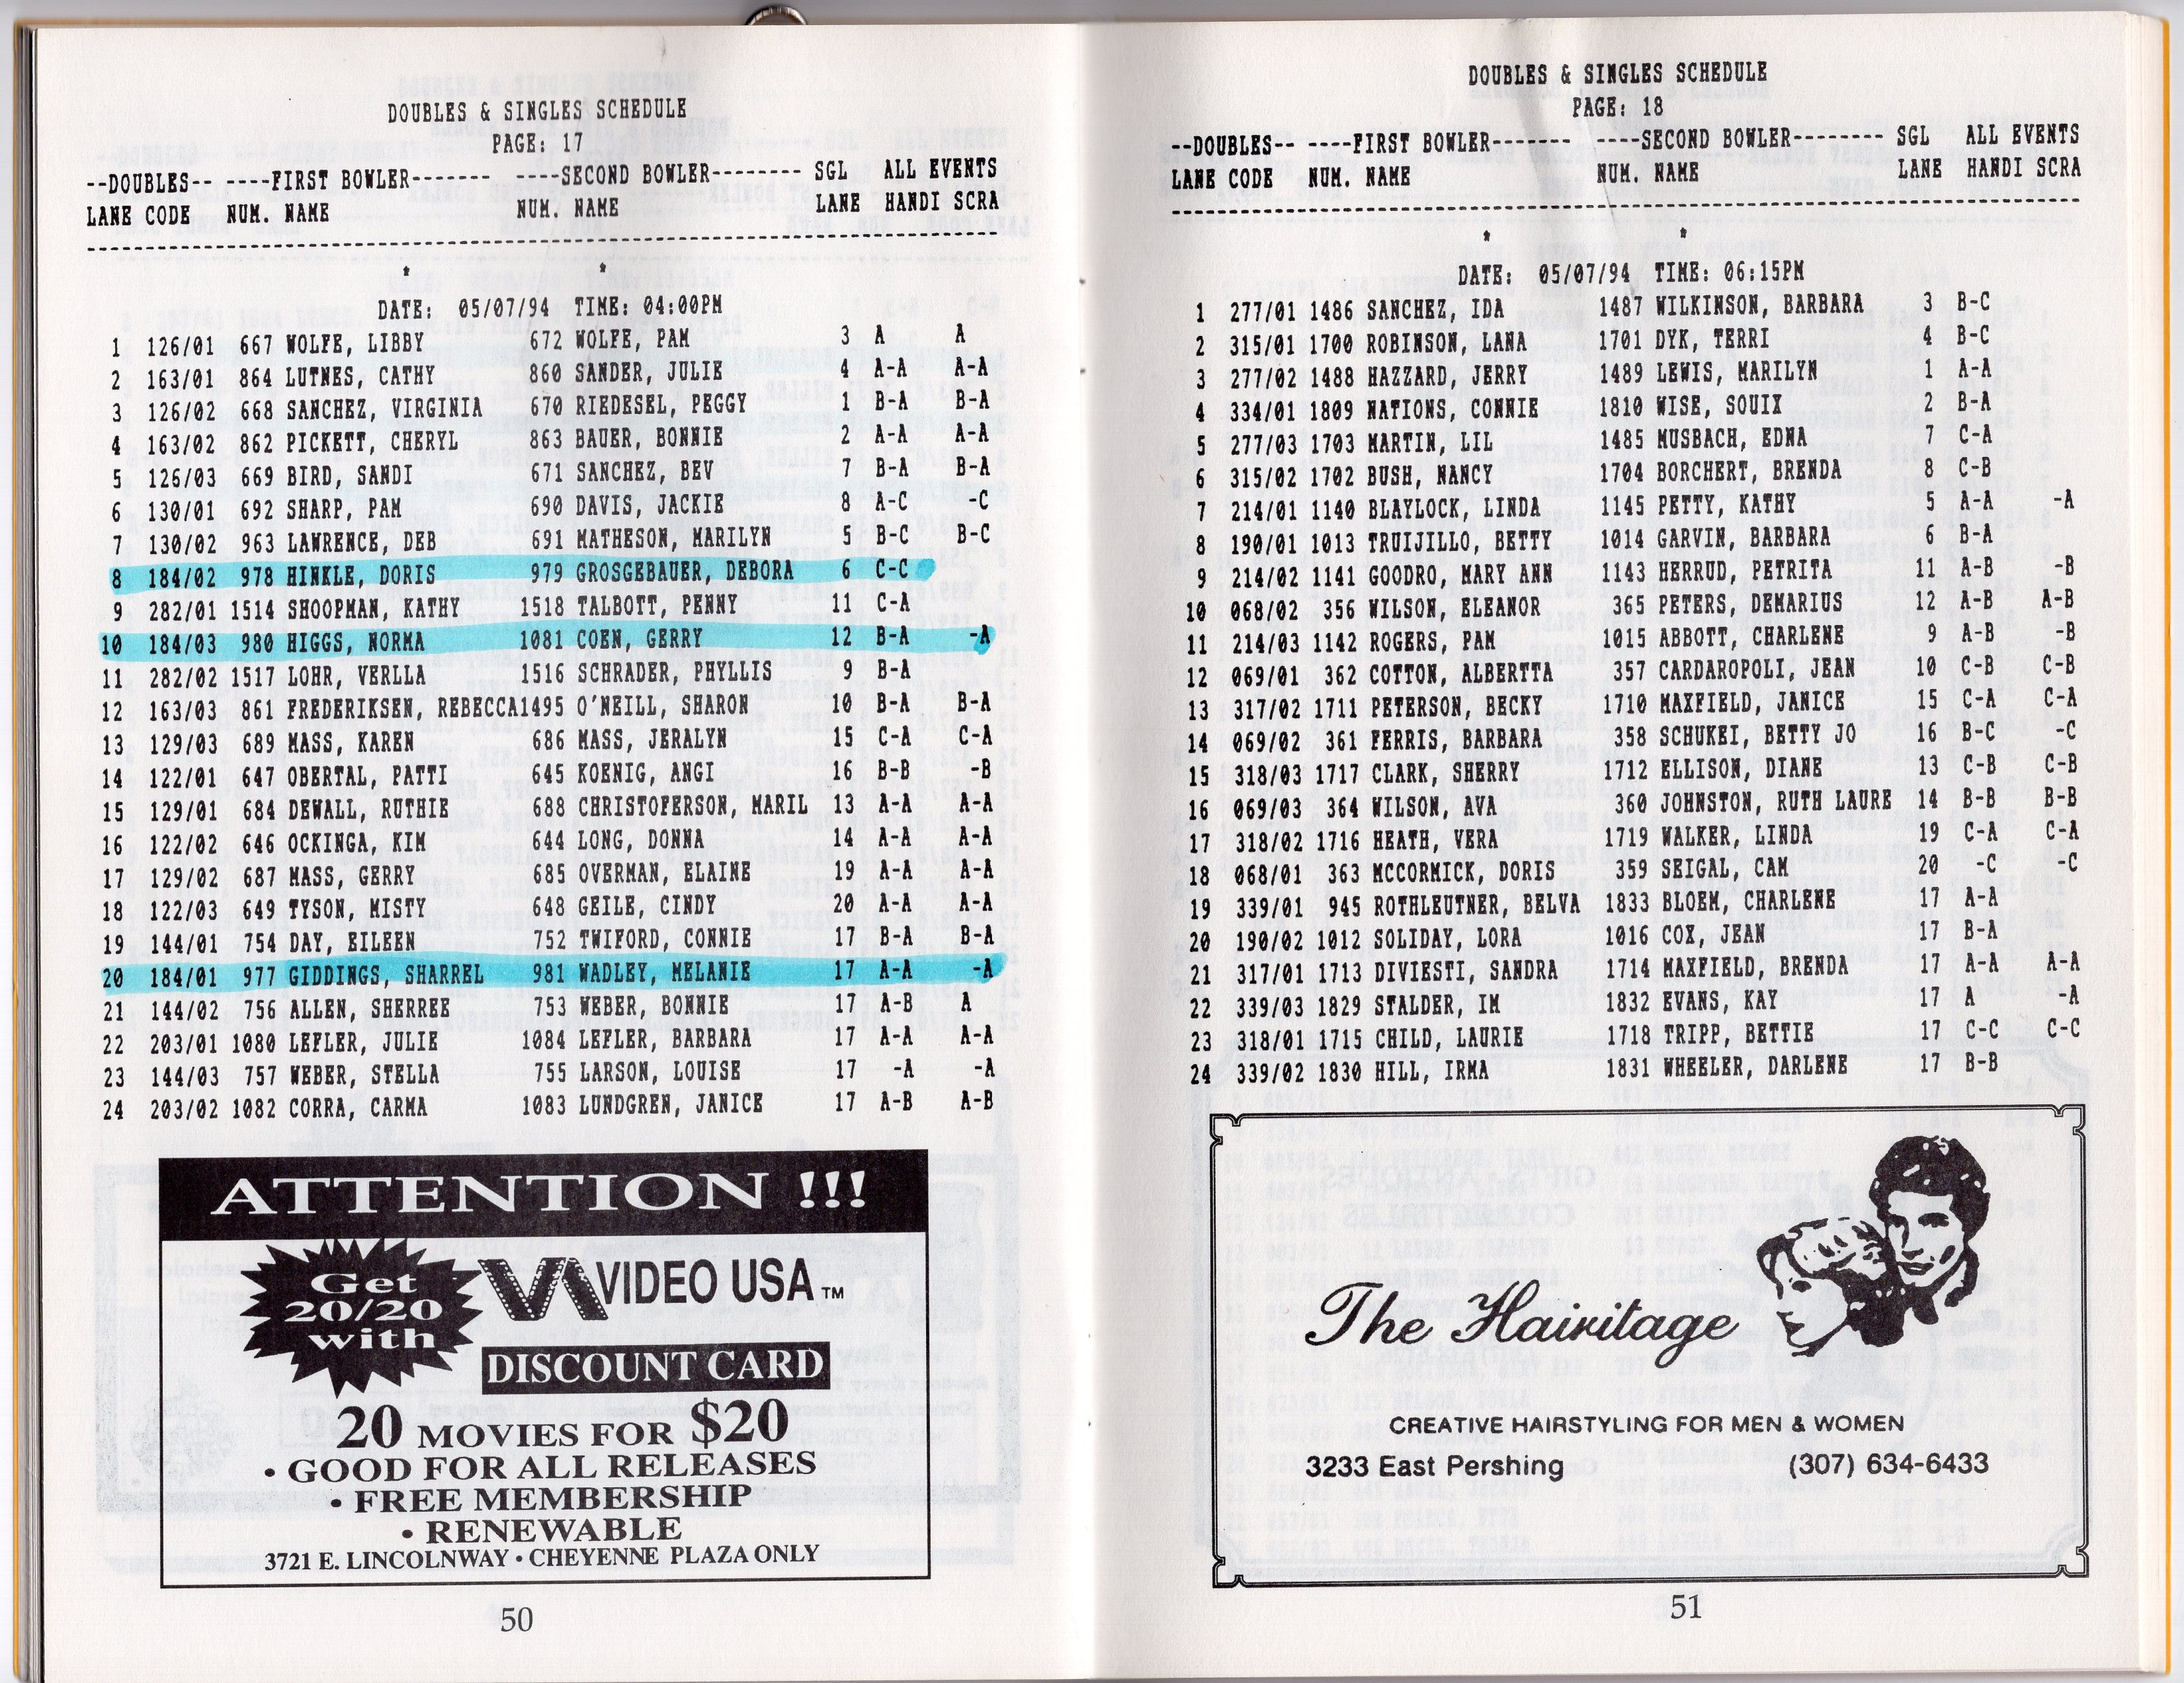 DOUBLES & SINGLES SCHEDULE
PAGE: 17
--DOUBLES-- ----FIRST BOWLER------- ----SECOND BOWLER-------- SGL ALL EVENTS
LANE CODE NUM. NAME NUM. NAME LANE HANDI SCRA
* *
DATE: 05/07/94 TIME: 04:00PM
1 126/01 667 WOLFE, LIBBY 672 WOLFE, PAM 3 A A
2 163/01 864 LUTNES, CATHY 860 SANDER, JULIE 4 A-A A-A
3 126/02 668 SANCHEZ, VIRGINIA 670 RIEDESEL, PEGGY 1 B-A B-A
4 163/02 862 PICKETT, CHERYL 863 BAUER, BONNIE 2 A-A A-A
5 126/03 669 BIRD, SANDI 671 SANCHEZ, BEV 7 B-A B-A
6 130/01 692 SHARP, PAM 690 DAVIS, JACKIE 8 A-C -C
7 130/02 963 LAWRENCE, DEB 691 MATHESON, MARILYN 5 B-C B-C
8 184/02 978 HINKLE, DORIS 979 GROSGEBAUER, DEBORA 6 C-C
9 282/01 1514 SHOOPMAN, KATHY 1518 TALBOTT, PENNY 11 C-A
10 184/03 980 HIGGS, NORMA 1081 COEN, GERRY 12 B-A -A
11 282/02 1517 LOHR, VERLLA 1516 SCHRADER, PHYLLIS 9 B-A
12 163/03 861 FREDERIKSEN, REBECCA1495 O'NEILL, SHARON 10 B-A B-A
13 129/03 689 MASS, KAREN 686 MASS, JERALYN 15 C-A C-A
14 122/01 647 OBERTAL, PATTI 645 KOENIG, ANGI 16 B-B -B
15 129/01 684 DEWALL, RUTHIE 688 CHRISTOFERSON, MARIL 13 A-A A-A
16 122/02 646 OCKINGA, KIM 644 LONG, DONNA 14 A-A A-A
17 129/02 687 MASS, GERRY 685 OVERMAN, ELAINE 19 A-A A-A
18 122/03 649 TYSON, MISTY 648 GEILE, CINDY 20 A-A A-A
19 144/01 754 DAY, EILEEN 752 TWIFORD, CONNIE 17 B-A B-A
20 184/01 977 GIDDINGS, SHARREL 981 WADLEY, MELANIE 17 A-A -A
21 144/02 756 ALLEN, SHERREE 753 WEBER, BONNIE 17 A-B A
22 203/01 1080 LEFLER, JULIE 1084 LEFLER, BARBARA 17 A-A A-A
23 144/03 757 WEBER, STELLA 755 LARSON, LOUISE 17 -A -A
24 203/02 1082 CORRA, CARMA 1083 LUNDGREN, JANICE 17 A-B A-B
ATTENTION !!!
Get
20/20
with
VIDEO USA TM
DISCOUNT CARD
20 MOVIES FOR $20
• GOOD FOR ALL RELEASES
• FREE MEMBERSHIP
• RENEWABLE
3721 E. LINCOLNWAY • CHEYENNE PLAZA ONLY
50
DOUBLES & SINGLES SCHEDULE
PAGE: 18
--DOUBLES-- ----FIRST BOWLER------- ----SECOND BOWLER-------- SGL ALL EVENTS
LANE CODE NUM. NAME NUM. NAME LANE HANDI SCRA
* *
DATE: 05/07/94 TIME: 06:15PM
1 277/01 1486 SANCHEZ, IDA 1487 WILKINSON, BARBARA 3 B-C
2 315/01 1700 ROBINSON, LANA 1701 DYK, TERRI 4 B-C
3 277/02 1488 HAZZARD, JERRY 1489 LEWIS, MARILYN 1 A-A
4 334/01 1809 NATIONS, CONNIE 1810 WISE, SOUIX 2 B-A
5 277/03 1703 MARTIN, LIL 1485 MUSBACH, EDNA 7 C-A
6 315/02 1702 BUSH, NANCY 1704 BORCHERT, BRENDA 8 C-B
7 214/01 1140 BLAYLOCK, LINDA 1145 PETTY, KATHY 5 A-A -A
8 190/01 1013 TRUIJILLO, BETTY 1014 GARVIN, BARBARA 6 B-A
9 214/02 1141 GOODRO, MARY ANN 1143 HERRUD, PETRITA 11 A-B -B
10 068/02 356 WILSON, ELEANOR 365 PETERS, DEMARIUS 12 A-B A-B
11 214/03 1142 ROGERS, PAM 1015 ABBOTT, CHARLENE 9 A-B -B
12 069/01 362 COTTON, ALBERTTA 357 CARDAROPOLI, JEAN 10 C-B C-B
13 317/02 1711 PETERSON, BECKY 1710 MAXFIELD, JANICE 15 C-A C-A
14 069/02 361 FERRIS, BARBARA 358 SCHUKEI, BETTY JO 16 B-C -C
15 318/03 1717 CLARK, SHERRY 1712 ELLISON, DIANE 13 C-B C-B
16 069/03 364 WILSON, AVA 360 JOHNSTON, RUTH LAURE 14 B-B B-B
17 318/02 1716 HEATH, VERA 1719 WALKER, LINDA 19 C-A C-A
18 068/01 363 MCCORMICK, DORIS 359 SEIGAL, CAM 20 -C -C
19 339/01 945 ROTHLEUTNER, BELVA 1833 BLOEM, CHARLENE 17 A-A
20 190/02 1012 SOLIDAY, LORA 1016 COX, JEAN 17 B-A
21 317/01 1713 DIVIESTI, SANDRA 1714 MAXFIELD, BRENDA 17 A-A A-A
22 339/03 1829 STALDER, IM 1832 EVANS, KAY 17 A -A
23 318/01 1715 CHILD, LAURIE 1718 TRIPP, BETTIE 17 C-C C-C
24 339/02 1830 HILL, IRMA 1831 WHEELER, DARLENE 17 B-B
The Hairitage
CREATIVE HAIRSTYLING FOR MEN & WOMEN
3233 East Pershing (307) 634-6433
51